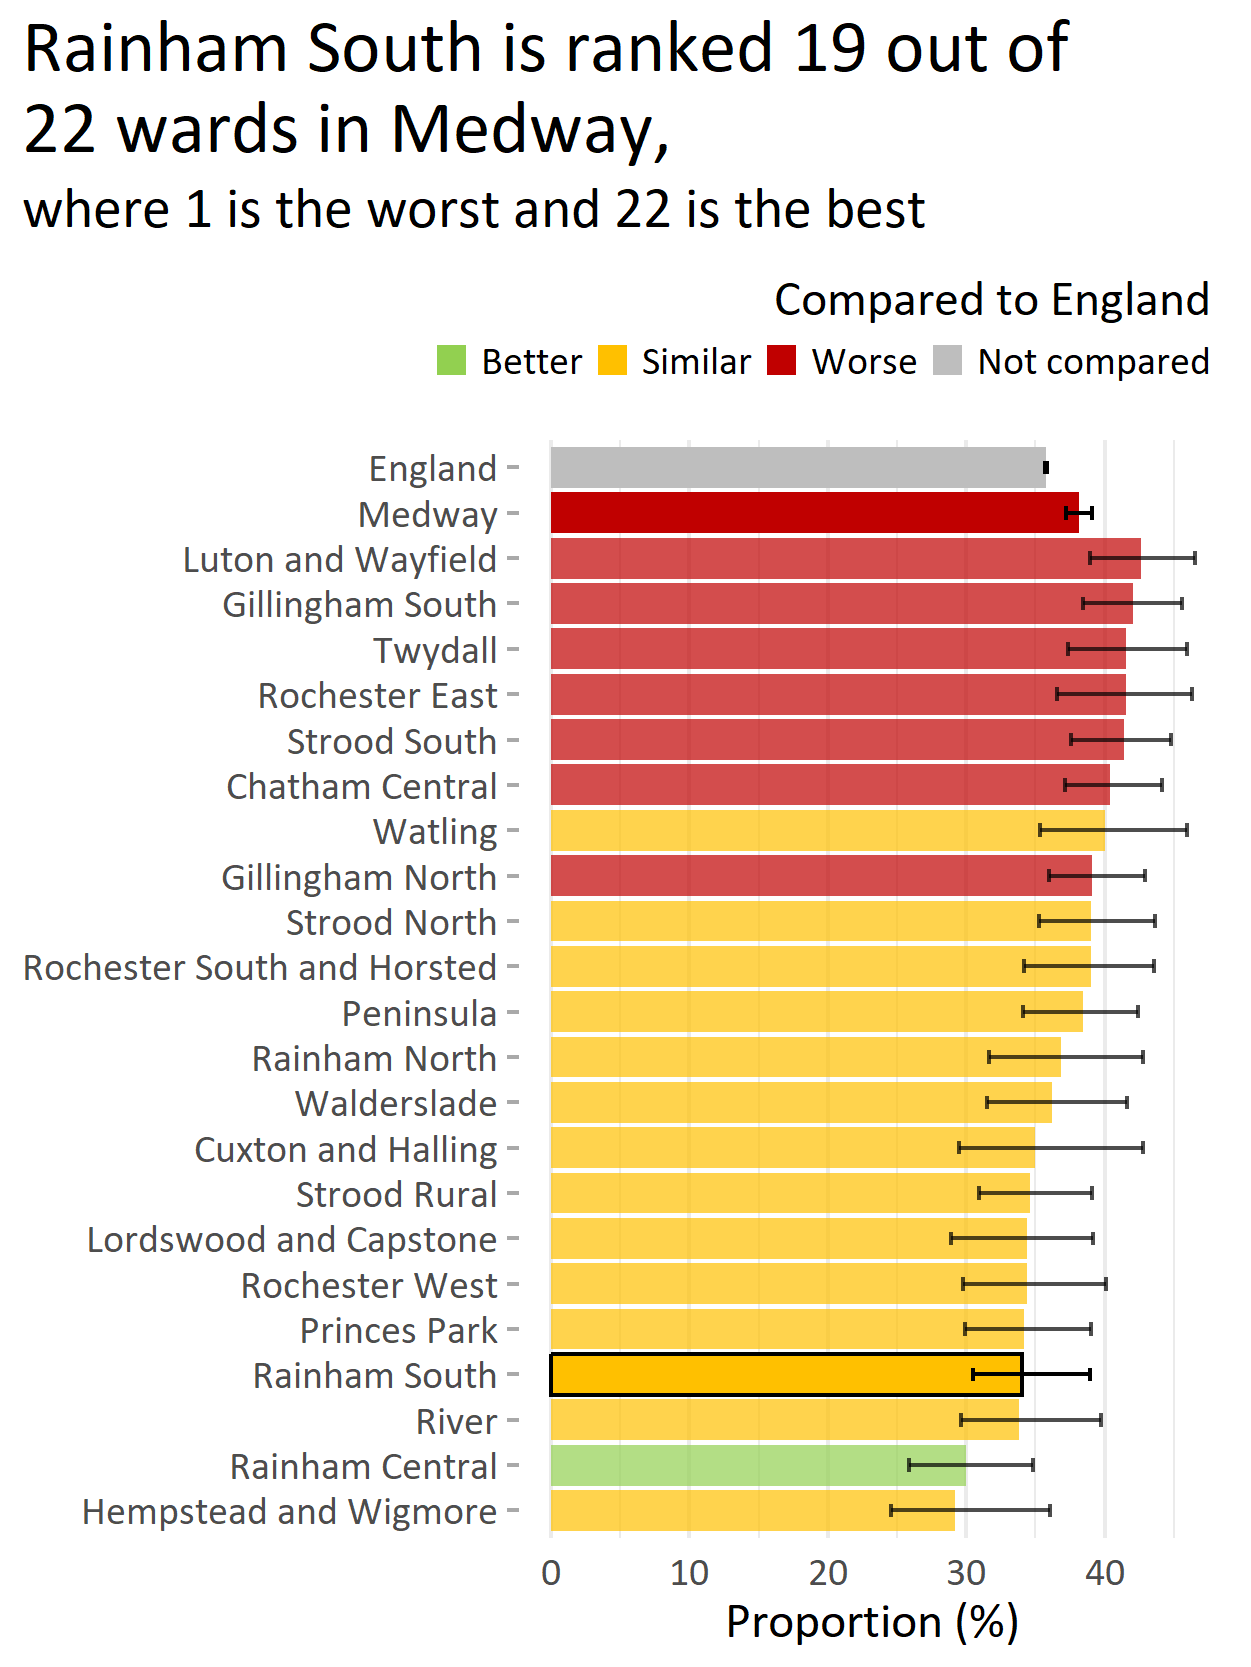 Rainham South is ranked 19 out of
22 wards in Medway,
where 1 is the worst and 22 is the best
Compared to England
Better Similar Worse Not compared
England
Medway
Luton and Wayfield
Gillingham South
Twydall
Rochester East
Strood South
Chatham Central
Watling
Gillingham North
Strood North
Rochester South and Horsted
Peninsula
Rainham North
Walderslade
Cuxton and Halling
Strood Rural
Lordswood and Capstone
Rochester West
Princes Park
Rainham South
River
Rainham Central
Hempstead and Wigmore
0 10 20 30 40
Proportion (%)